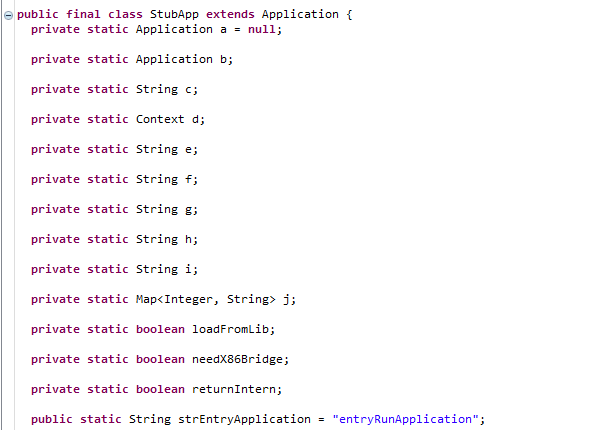 public final class StubApp extends Application {
private static Application a = null;
private static Application b;
private static String c;
private static Context d;
private static String e;
private static String f;
private static String g;
private static String h;
private static String i;
private static Map<Integer, String> j;
private static boolean loadFromLib;
private static boolean needX86Bridge;
private static boolean returnIntern;
public static String strEntryApplication = "entryRunApplication";